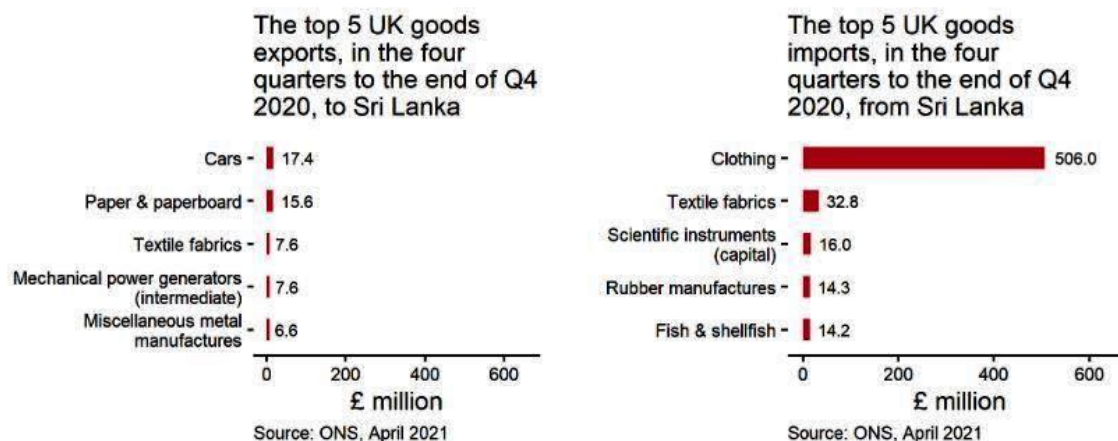 The top 5 UK goods
exports, in the four
quarters to the end of Q4
2020, to Sri Lanka
Cars
17.4
Paper & paperboard
15.6
Textile fabrics
7.6
Mechanical power generators
(intermediate)
7.6
Miscellaneous metal
manufactures
6.6
0 200 400 600
£ million
Source: ONS, April 2021
The top 5 UK goods
imports, in the four
quarters to the end of Q4
2020, from Sri Lanka
Clothing
506.0
Textile fabrics
32.8
Scientific instruments
(capital)
16.0
Rubber manufactures
14.3
Fish & shellfish
14.2
0 200 400 600
£ million
Source: ONS, April 2021